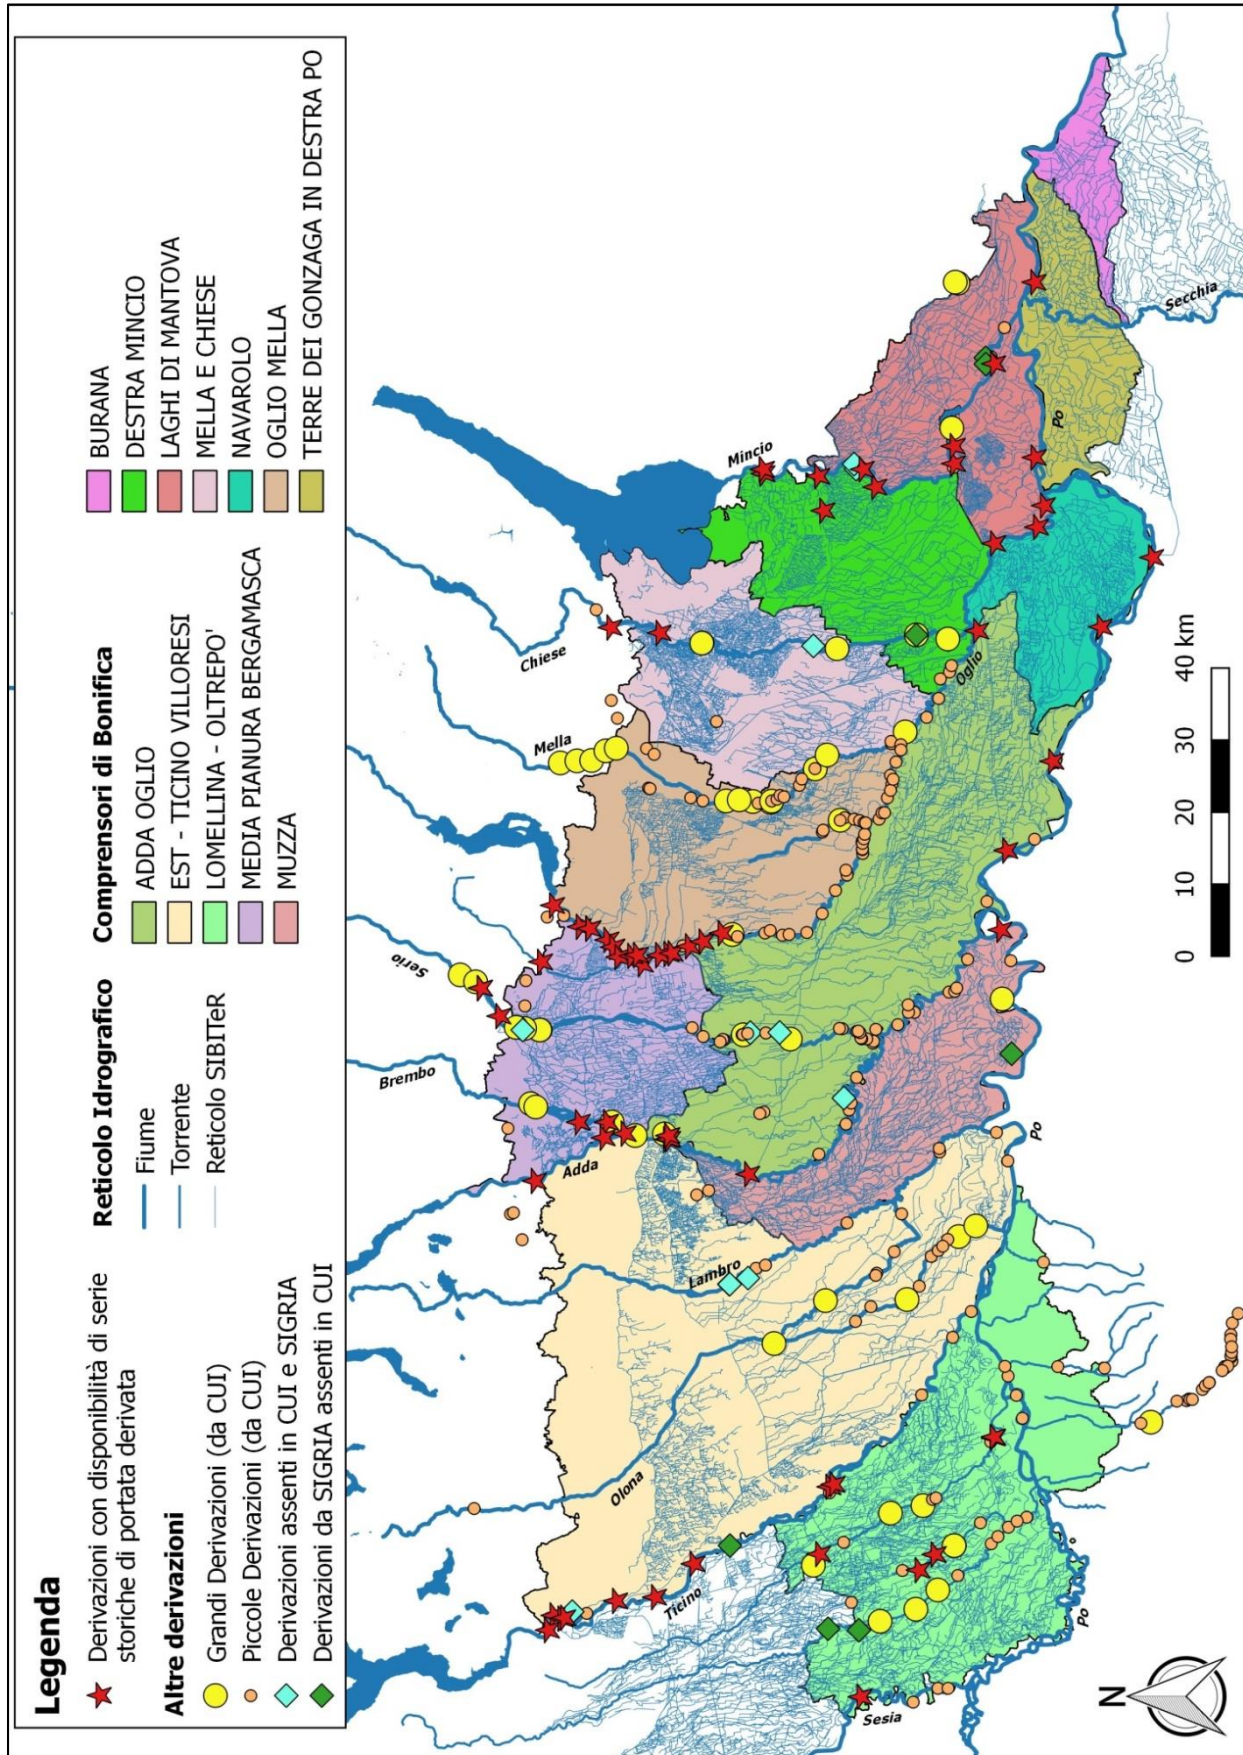 Legenda
Derivazioni con disponibilità di serie
storiche di portata derivata
Altre derivazioni
Grandi Derivazioni (da CUI)
Piccole Derivazioni (da CUI)
Derivazioni assenti in CUI e SIGRIA
Derivazioni da SIGRIA assenti in CUI
Reticolo Idrografico
Fiume
Torrente
Reticolo SIBITeR
Comprensori di Bonifica
ADDA OGLIO
EST - TICINO VILLORESI
LOMELLINA - OLTREPO'
MEDIA PIANURA BERGAMASCA
MUZZA
BURANA
DESTRA MINCIO
LAGHI DI MANTOVA
MELLA E CHIESE
NAVAROLO
OGLIO MELLA
TERRE DEI GONZAGA IN DESTRA PO
Serio
Brembo
Adda
Mella
Chiese
Mincio
Olona
Lambro
Ticino
Oglio
Sesia
Po
Po
Po
Secchia
N
0 10 20 30 40 km